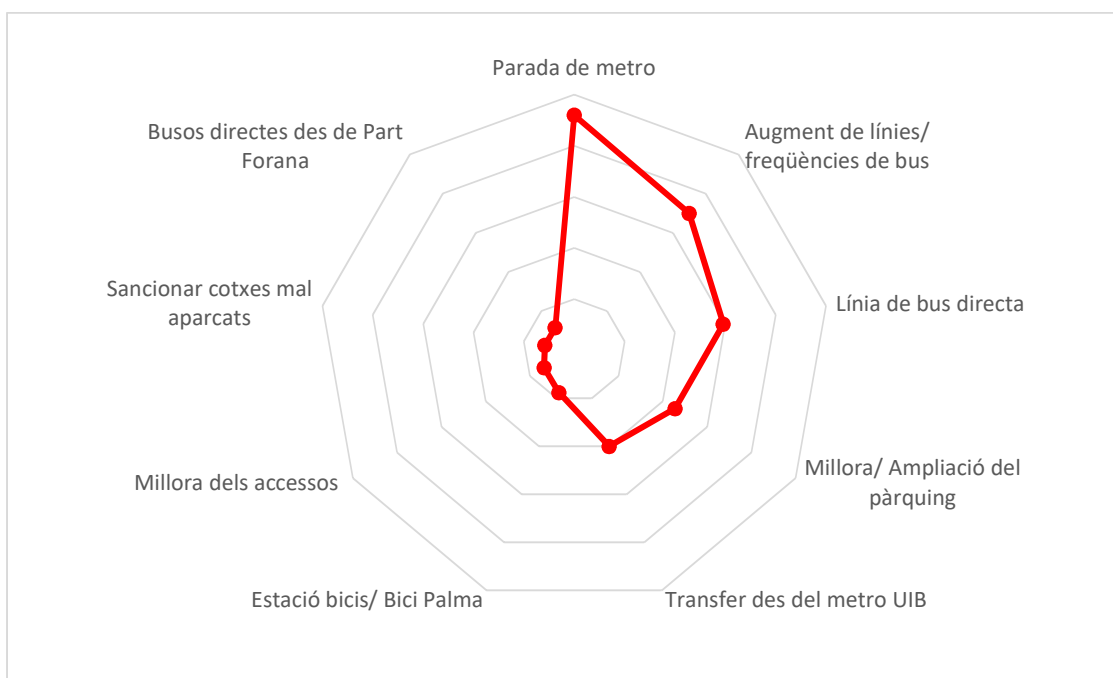 Parada de metro
Augment de línies/
freqüències de bus
Línia de bus directa
Millora/ Ampliació del
pàrquing
Transfer des del metro UIB
Estació bicis/ Bici Palma
Millora dels accessos
Sancionar cotxes mal
aparcats
Busos directes des de Part
Forana